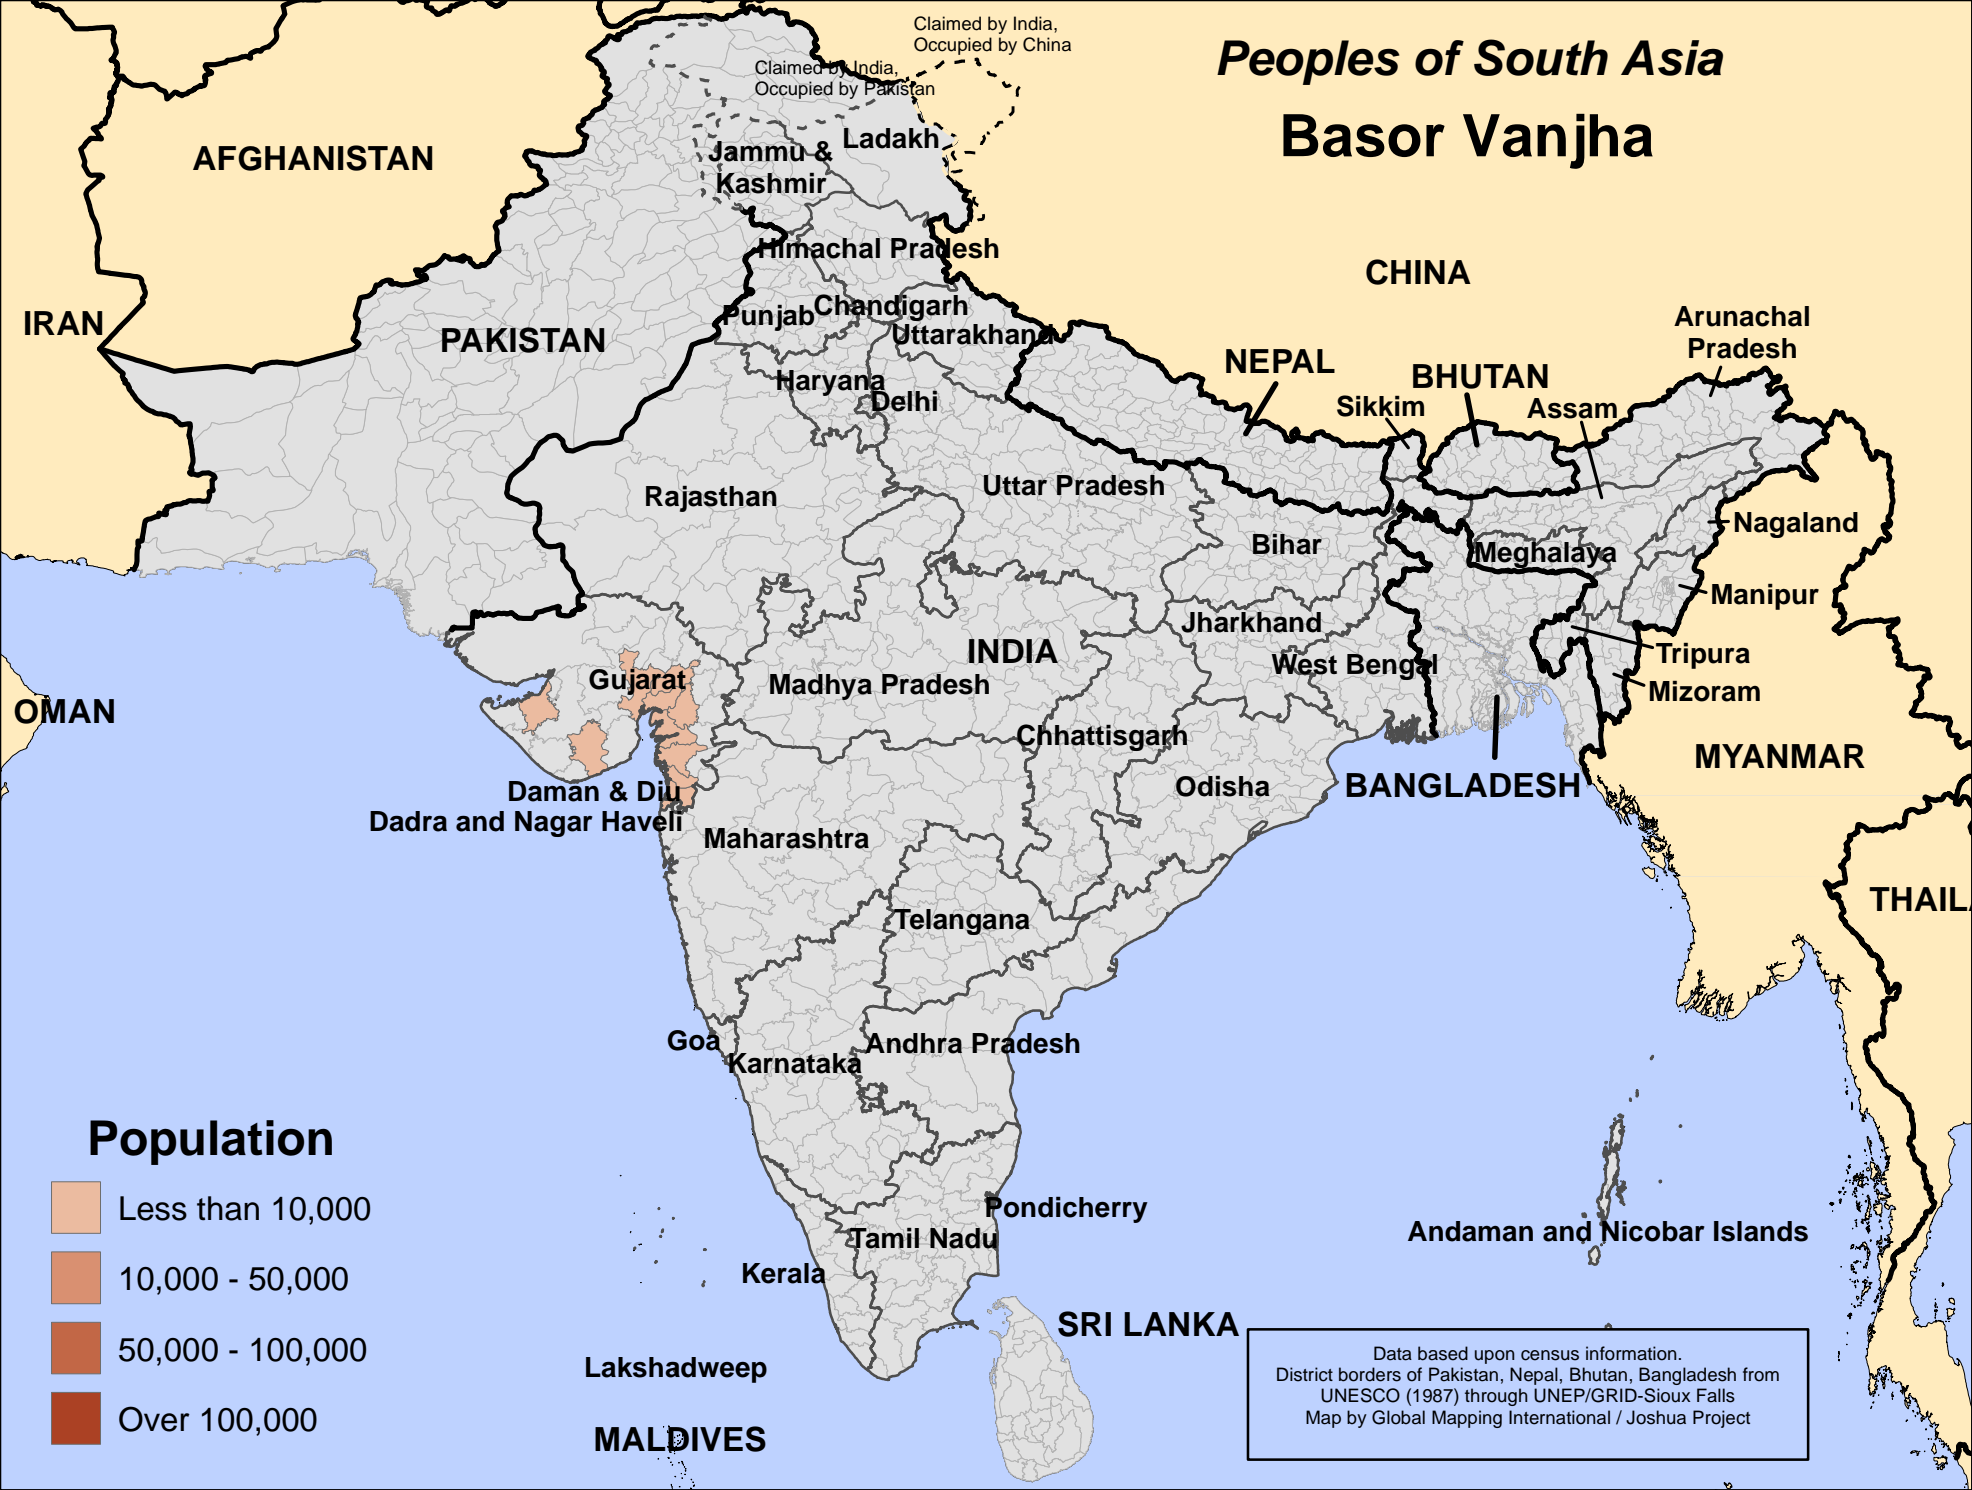 Peoples of South Asia
Basor Vanjha
Claimed by India,
Occupied by China
Claimed by India,
Occupied by Pakistan
AFGHANISTAN
Ladakh
Jammu &
Kashmir
Himachal Pradesh
CHINA
IRAN
PAKISTAN
Punjab
Chandigarh
Uttarakhand
Arunachal
Pradesh
NEPAL
BHUTAN
Haryana
Delhi
Sikkim
Assam
Rajasthan
Uttar Pradesh
Nagaland
Bihar
Meghalaya
Manipur
Jharkhand
INDIA
Tripura
West Bengal
Gujarat
Madhya Pradesh
Mizoram
OMAN
Chhattisgarh
MYANMAR
BANGLADESH
Odisha
Daman & Diu
Dadra and Nagar Haveli
Maharashtra
THAILA
Telangana
Goa
Andhra Pradesh
Karnataka
Pondicherry
Tamil Nadu
Andaman and Nicobar Islands
Kerala
SRI LANKA
Lakshadweep
MALDIVES
Population
Less than 10,000
10,000 - 50,000
50,000 - 100,000
Over 100,000
Data based upon census information.
District borders of Pakistan, Nepal, Bhutan, Bangladesh from
UNESCO (1987) through UNEP/GRID-Sioux Falls
Map by Global Mapping International / Joshua Project